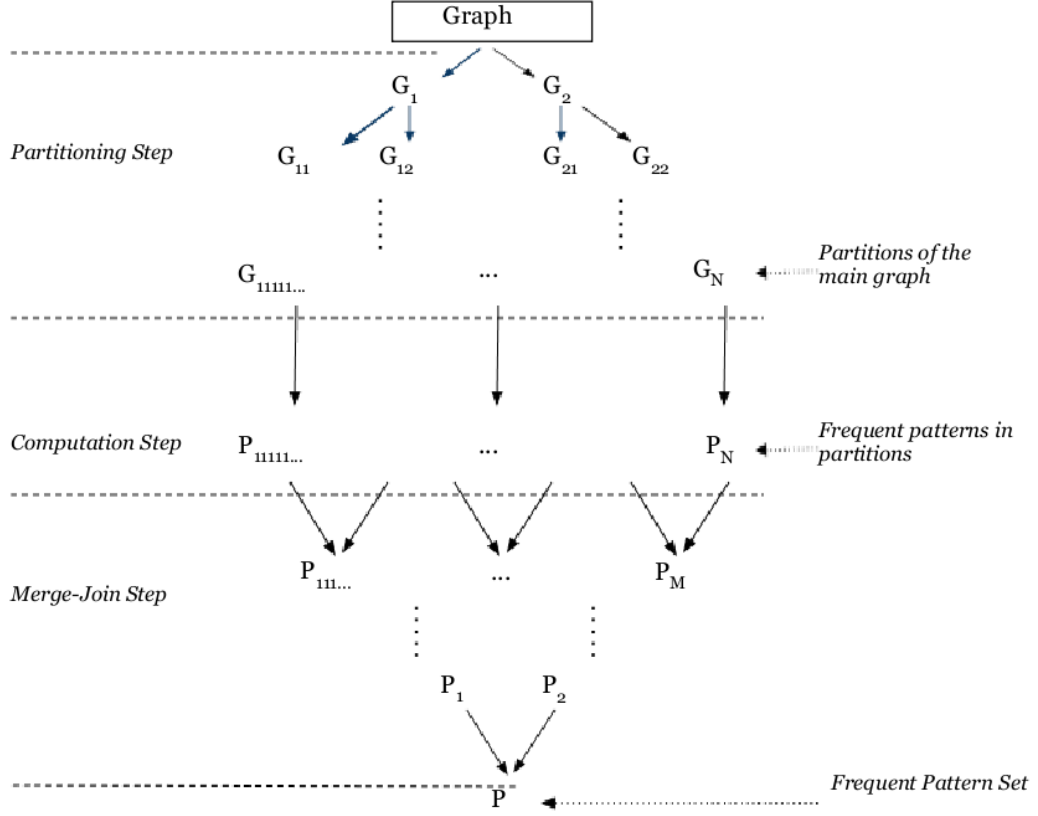 Graph
G1 G2
Partitioning Step G11 G12 G21 G22
G11111... ... GN Partitions of the
main graph
Computation Step P11111... ... PN Frequent patterns in
partitions
P111... ... PM
Merge-Join Step
P1 P2
P Frequent Pattern Set